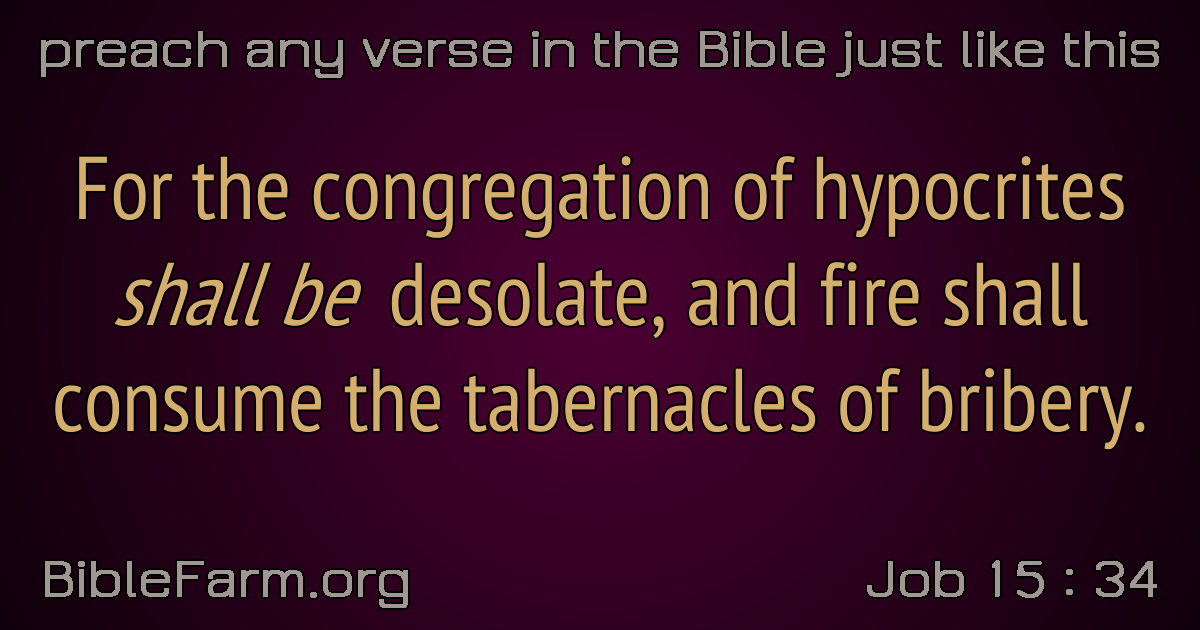 preach any verse in the Bible just like this
For the congregation of hypocrites
shall be desolate, and fire shall
consume the tabernacles of bribery.
BibleFarm.org
Job 15 : 34